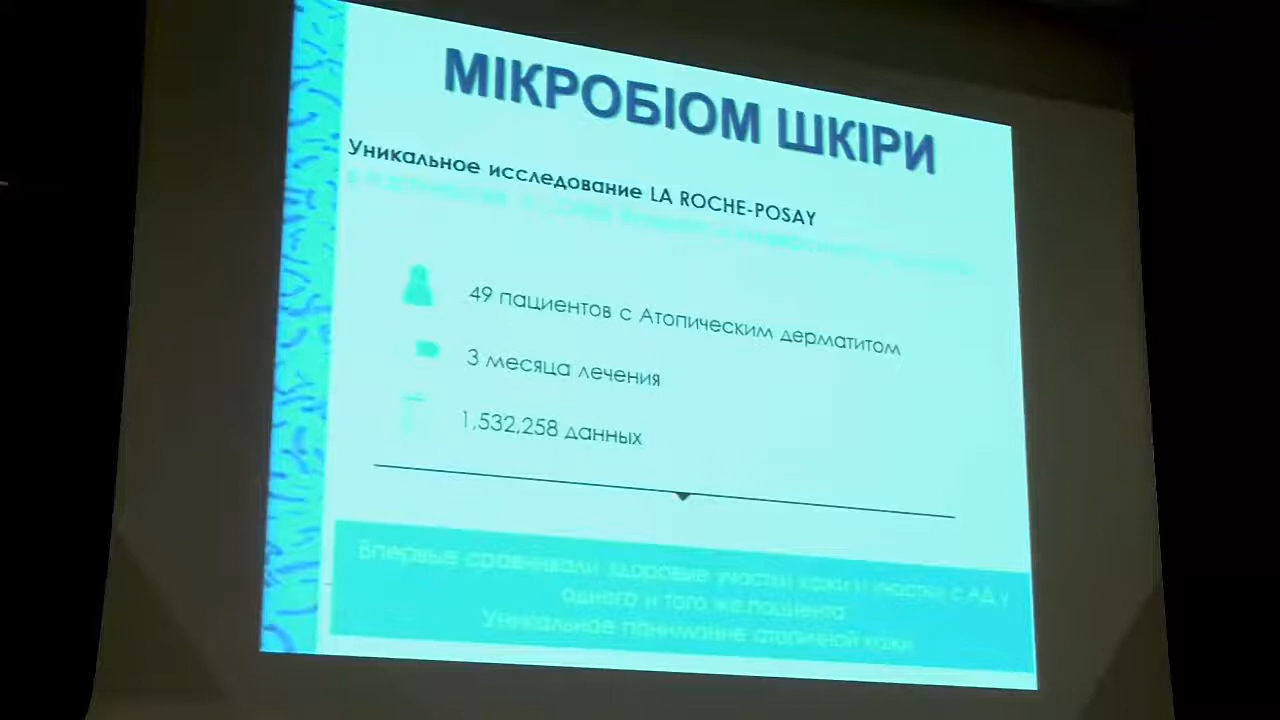 МІКРОБІОМ ШКІРИ
Уникальное исследование LA ROCHE-POSAY
49 пациентов с Атопическим дерматитом
3 месяца лечения
1,532,258 данных
Впервые сравнивали здоровые участки кожи и участки с АД у
одного и того же пациента
Уникальное понимание атопичной кожи